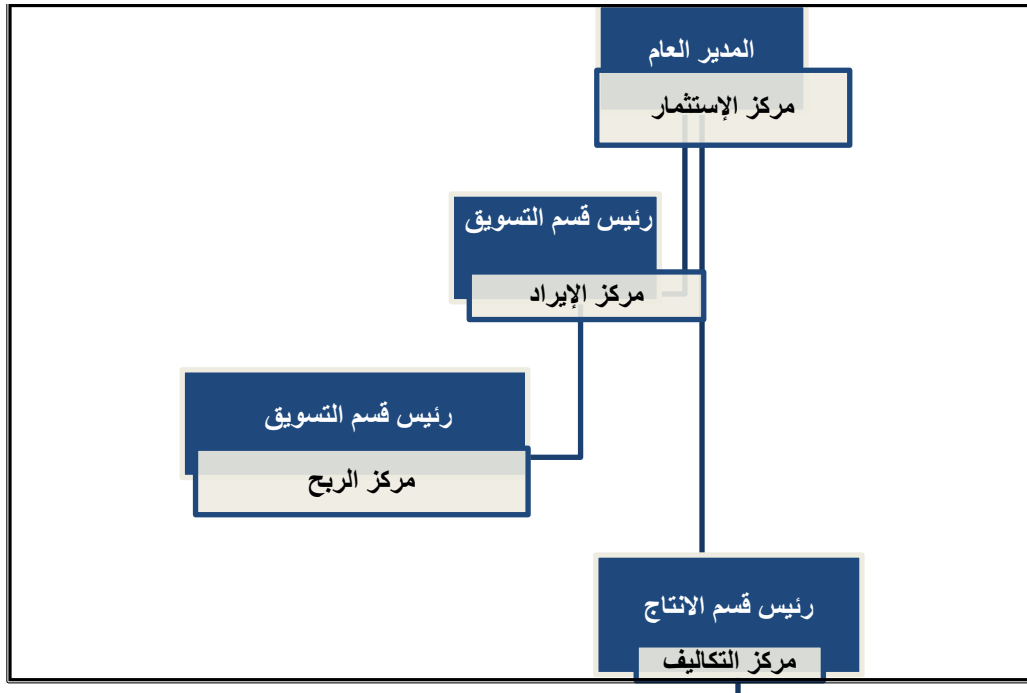 المدير العام
مركز الإستثمار
رئيس قسم التسويق
مركز الإيراد
رئيس قسم التسويق
مركز الربح
رئيس قسم الانتاج
مركز التكاليف